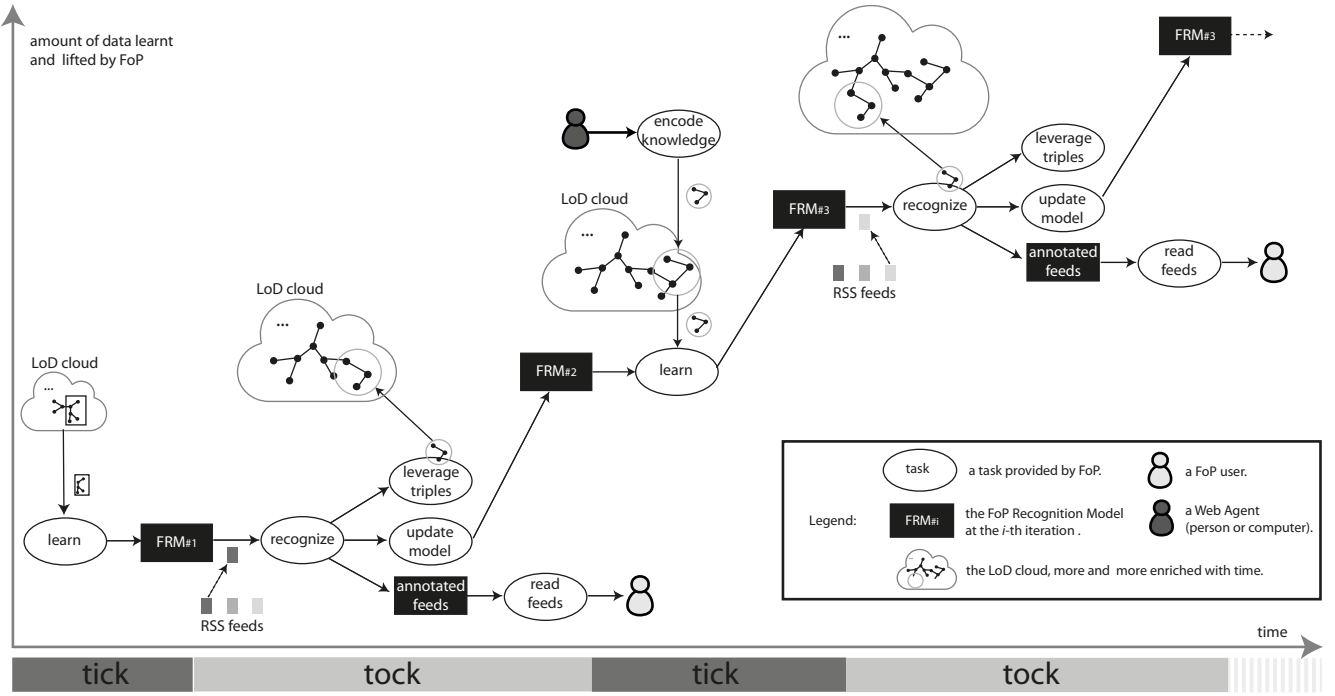 amount of data learnt
and lifted by FoP
LoD cloud
...
learn
FRM#1
RSS feeds
LoD cloud
...
recognize
leverage
triples
update
model
annotated
feeds
read
feeds
FRM#2
encode
knowledge
LoD cloud
...
learn
FRM#3
RSS feeds
...
recognize
leverage
triples
update
model
annotated
feeds
read
feeds
FRM#3
Legend:
task
a task provided by FoP.
a FoP user.
FRM#i
the FoP Recognition Model
at the i-th iteration .
a Web Agent
(person or computer).
...
the LoD cloud, more and more enriched with time.
time
tick
tock
tick
tock